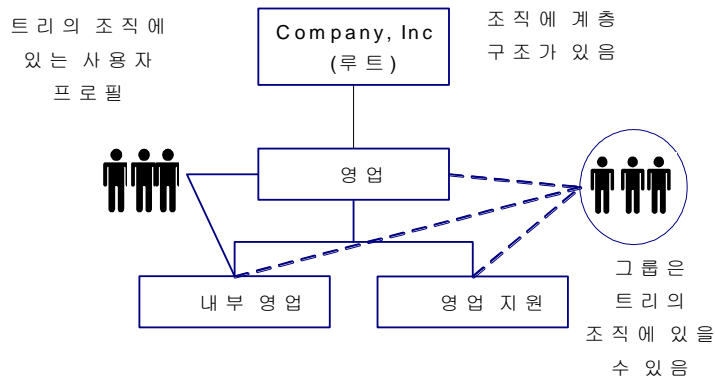 트리의 조직에
있는 사용자
프로필
Company, Inc
(루트)
조직에 계층
구조가 있음
영업
내부 영업
영업 지원
그룹은
트리의
조직에 있을
수 있음